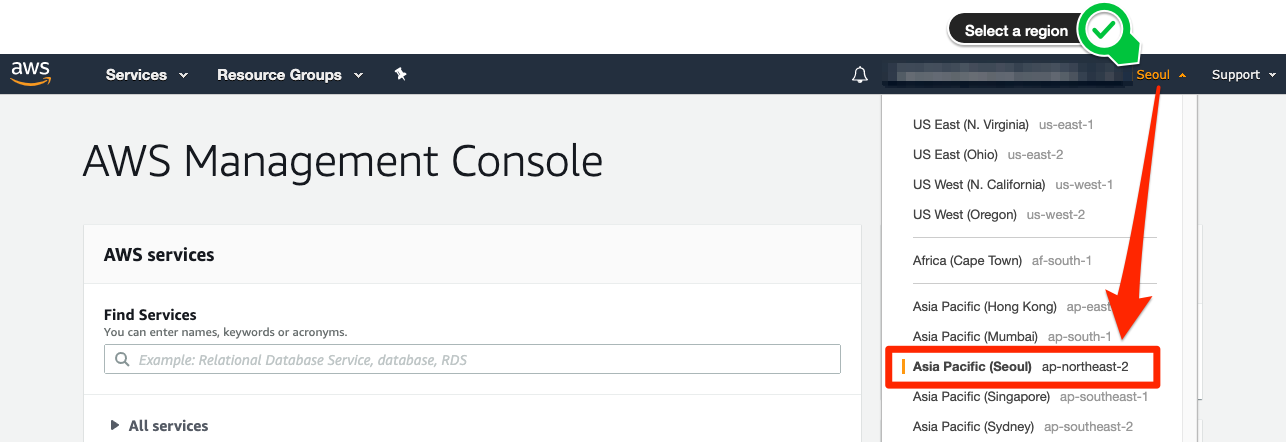 Select a region
aws
Services
Resource Groups
Seoul
Support
US East (N. Virginia) us-east-1
US East (Ohio) us-east-2
US West (N. California) us-west-1
US West (Oregon) us-west-2
Africa (Cape Town) af-south-1
Asia Pacific (Hong Kong) ap-east
Asia Pacific (Mumbai) ap-south-1
Asia Pacific (Seoul) ap-northeast-2
Asia Pacific (Singapore) ap-southeast-1
Asia Pacific (Sydney) ap-southeast-2
AWS Management Console
AWS services
Find Services
You can enter names, keywords or acronyms.
Example: Relational Database Service, database, RDS
All services